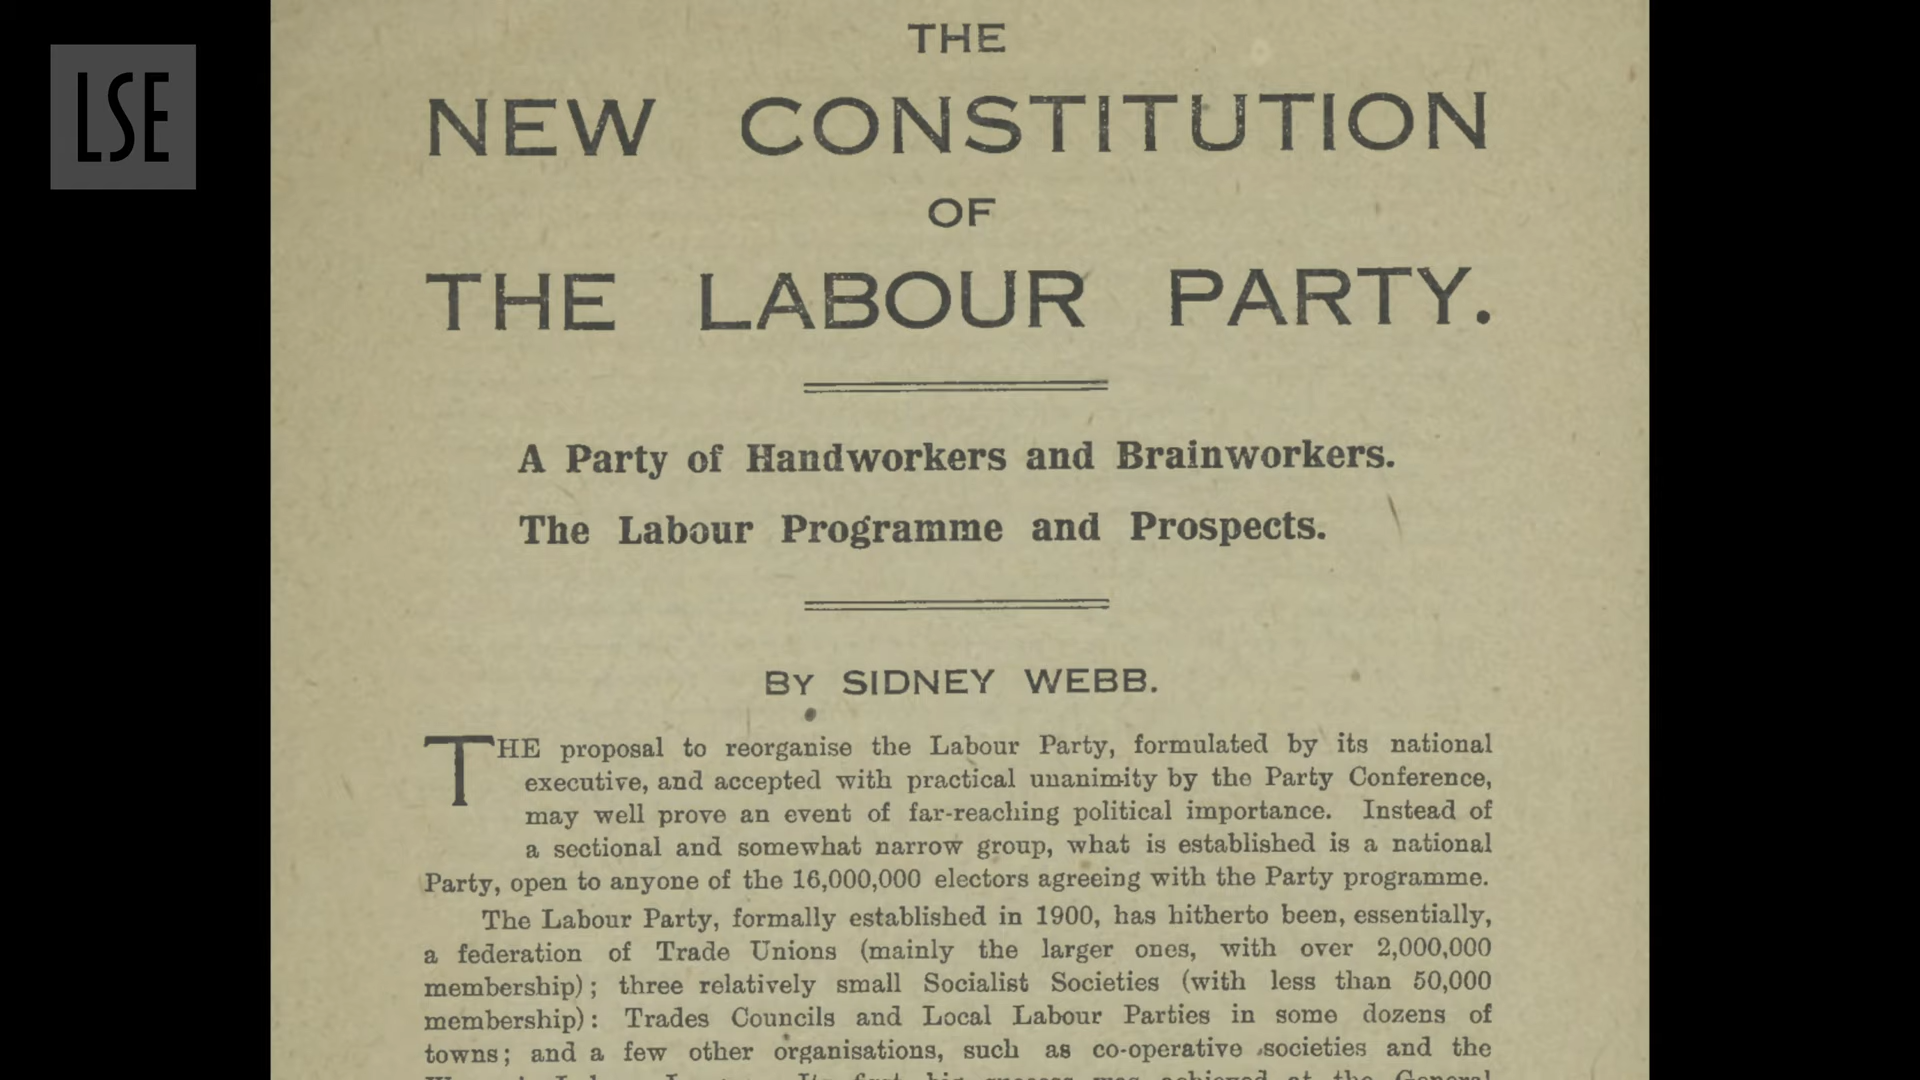 LSE
THE
NEW CONSTITUTION
OF
THE LABOUR PARTY.
A Party of Handworkers and Brainworkers.
The Labour Programme and Prospects.
BY SIDNEY WEBB.
THE proposal to reorganise the Labour Party, formulated by its national
executive, and accepted with practical unanimity by the Party Conference,
may well prove an event of far-reaching political importance. Instead of
a sectional and somewhat narrow group, what is established is a national
Party, open to anyone of the 16,000,000 electors agreeing with the Party programme.
The Labour Party, formally established in 1900, has hitherto been, essentially,
a federation of Trade Unions (mainly the larger ones, with over 2,000,000
membership); three relatively small Socialist Societies (with less than 50,000
membership): Trades Councils and Local Labour Parties in some dozens of
towns; and a few other organisations, such as co-operative societies and the